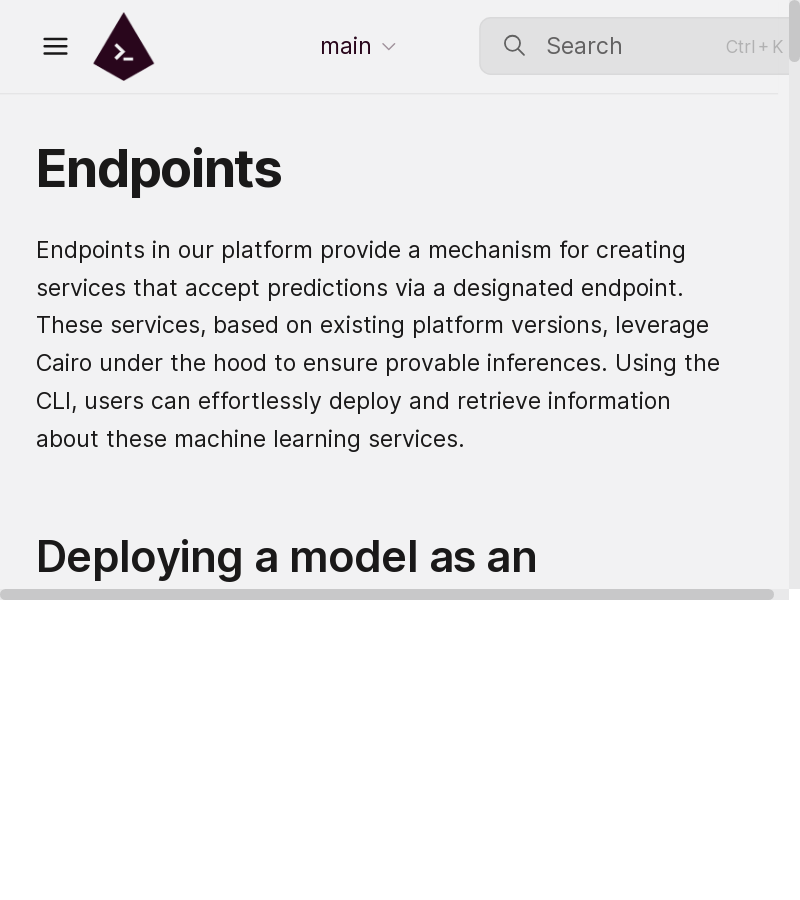 main
Search
Ctrl + K
Endpoints
Endpoints in our platform provide a mechanism for creating
services that accept predictions via a designated endpoint.
These services, based on existing platform versions, leverage
Cairo under the hood to ensure provable inferences. Using the
CLI, users can effortlessly deploy and retrieve information
about these machine learning services.
Deploying a model as an